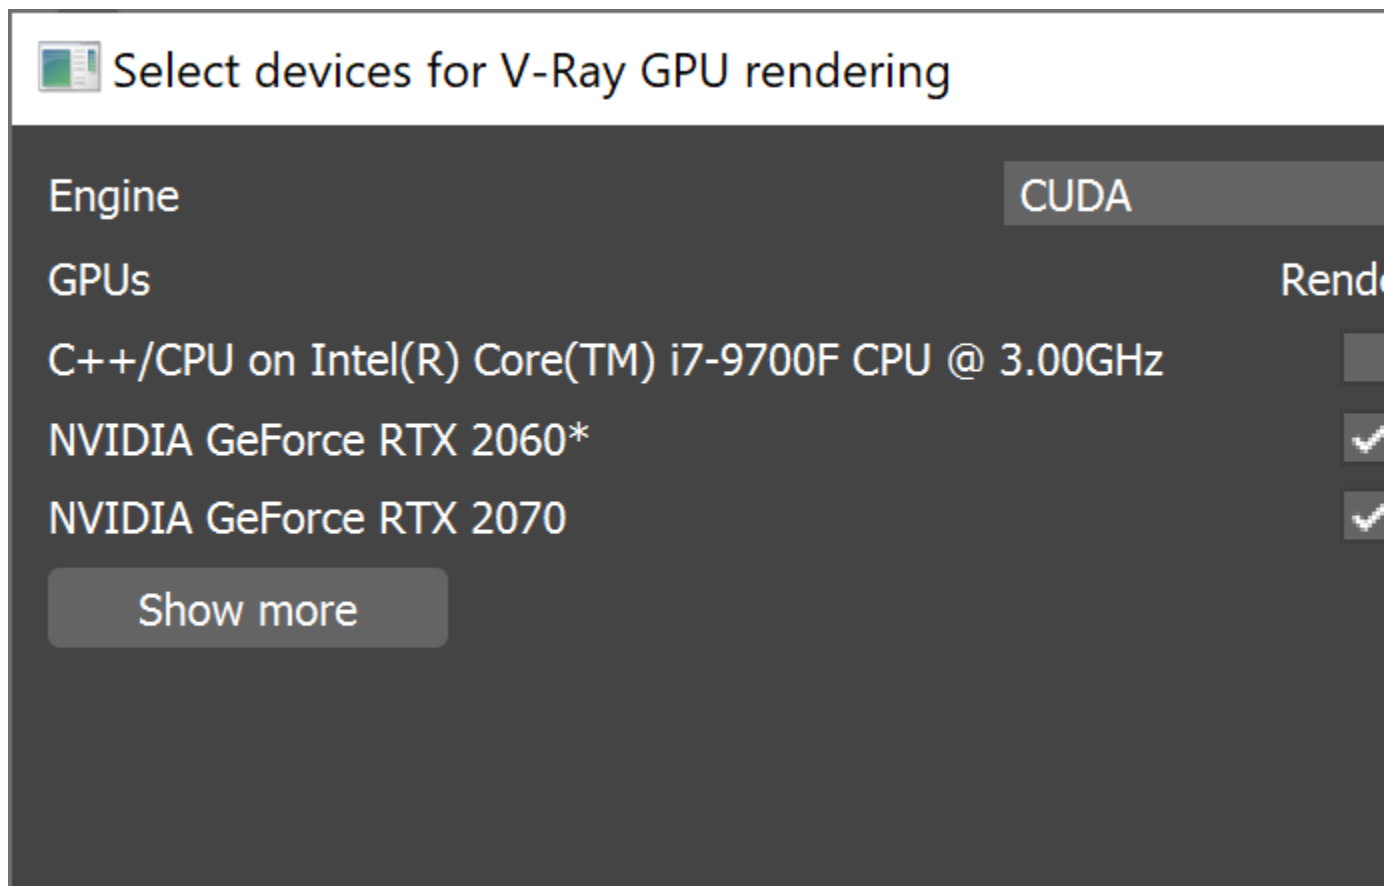 Select devices for V-Ray GPU rendering
Engine CUDA
GPUs
C++/CPU on Intel(R) Core(TM) i7-9700F CPU @ 3.00GHz
NVIDIA GeForce RTX 2060*
NVIDIA GeForce RTX 2070
Show more